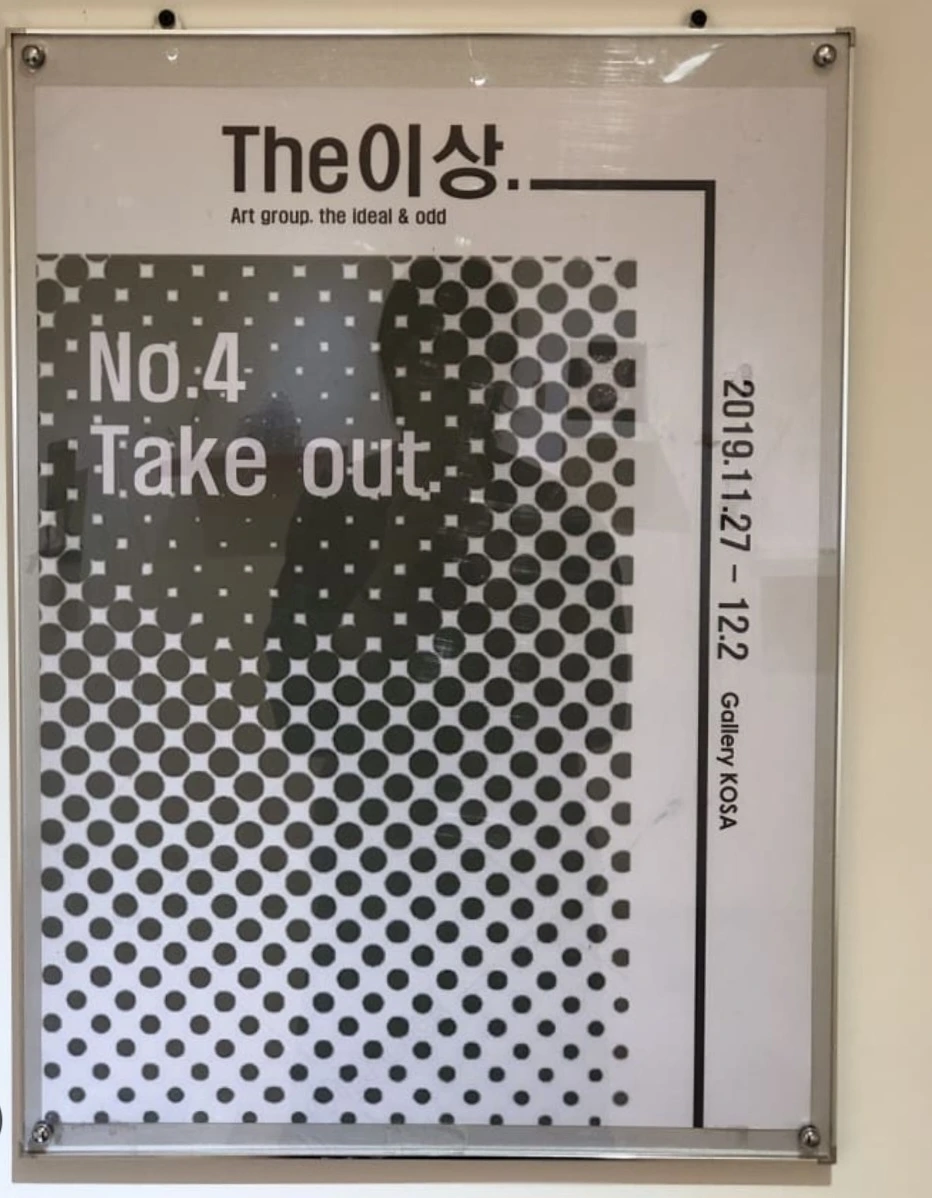 The이상.
Art group. the ideal & odd
No.4
Take out.
2019.11.27 – 12.2 Gallery KOSA